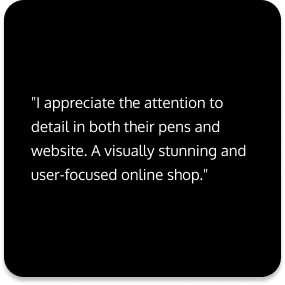 "I appreciate the attention to
detail in both their pens and
website. A visually stunning and
user-focused online shop."